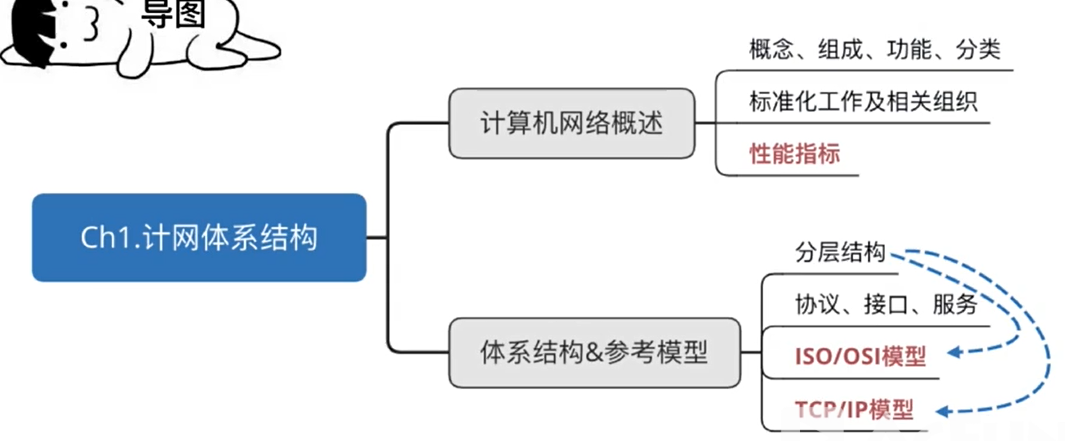 导图
概念、组成、功能、分类
标准化工作及相关组织
计算机网络概述
性能指标
Ch1.计网体系结构
分层结构
协议、接口、服务
体系结构&参考模型
ISO/OSI模型
TCP/IP模型